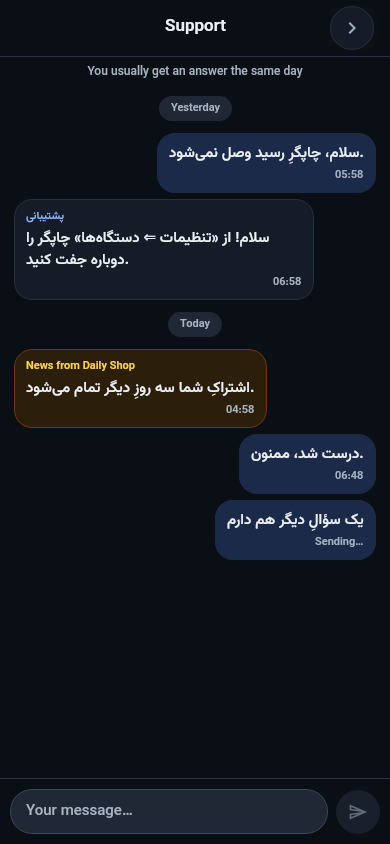 Support
You usually get an answer the same day
Yesterday
سلام، چاپگرِ رسید وصل نمی‌شود.
05:58
پشتیبانی
سلام! از «تنظیمات ⇐ دستگاه‌ها» چاپگر را
دوباره جفت کنید.
06:58
Today
News from Daily Shop
اشتراکِ شما سه روزِ دیگر تمام می‌شود.
04:58
درست شد، ممنون.
06:48
یک سؤالِ دیگر هم دارم
Sending…
Your message…